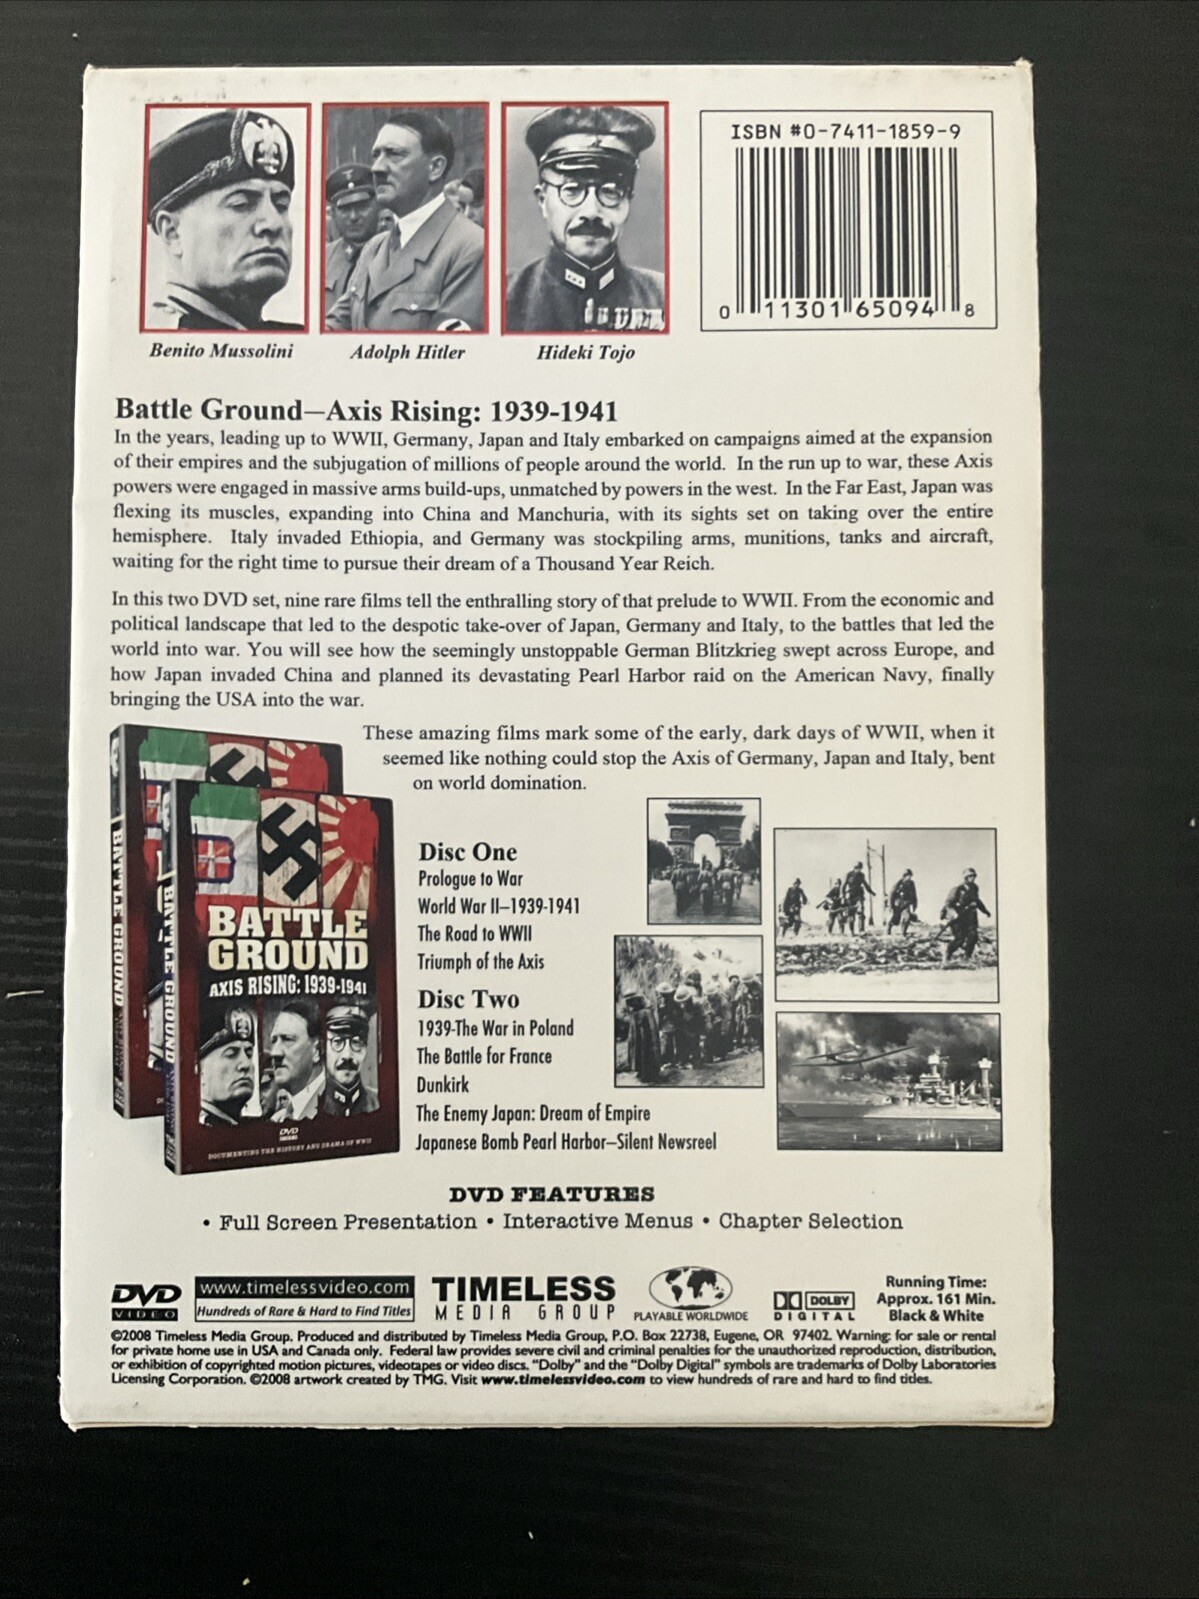 ISBN #0-7411-1859-9
0 11301 65094 8
Benito Mussolini
Adolph Hitler
Hideki Tojo
Battle Ground—Axis Rising: 1939-1941
In the years, leading up to WWII, Germany, Japan and Italy embarked on campaigns aimed at the expansion
of their empires and the subjugation of millions of people around the world. In the run up to war, these Axis
powers were engaged in massive arms build-ups, unmatched by powers in the west. In the Far East, Japan was
flexing its muscles, expanding into China and Manchuria, with its sights set on taking over the entire
hemisphere. Italy invaded Ethiopia, and Germany was stockpiling arms, munitions, tanks and aircraft,
waiting for the right time to pursue their dream of a Thousand Year Reich.
In this two DVD set, nine rare films tell the enthralling story of that prelude to WWII. From the economic and
political landscape that led to the despotic take-over of Japan, Germany and Italy, to the battles that led the
world into war. You will see how the seemingly unstoppable German Blitzkrieg swept across Europe, and
how Japan invaded China and planned its devastating Pearl Harbor raid on the American Navy, finally
bringing the USA into the war.
These amazing films mark some of the early, dark days of WWII, when it
seemed like nothing could stop the Axis of Germany, Japan and Italy, bent
on world domination.
BATTLE GROUND
BATTLE GROUND
BATTLE
GROUND
AXIS RISING: 1939-1941
DVD
DOCUMENTING THE HISTORY AND DRAMA OF WWII
Disc One
Prologue to War
World War II–1939-1941
The Road to WWII
Triumph of the Axis
Disc Two
1939-The War in Poland
The Battle for France
Dunkirk
The Enemy Japan: Dream of Empire
Japanese Bomb Pearl Harbor–Silent Newsreel
DVD FEATURES
• Full Screen Presentation • Interactive Menus • Chapter Selection
DVD
VIDEO
www.timelessvideo.com
Hundreds of Rare & Hard to Find Titles
TIMELESS
MEDIA GROUP
PLAYABLE WORLDWIDE
DOLBY
DIGITAL
Running Time:
Approx. 161 Min.
Black & White
©2008 Timeless Media Group. Produced and distributed by Timeless Media Group, P.O. Box 22738, Eugene, OR 97402. Warning: for sale or rental
for private home use in USA and Canada only. Federal law provides severe civil and criminal penalties for the unauthorized reproduction, distribution,
or exhibition of copyrighted motion pictures, videotapes or video discs. "Dolby" and the "Dolby Digital" symbols are trademarks of Dolby Laboratories
Licensing Corporation. ©2008 artwork created by TMG. Visit www.timelessvideo.com to view hundreds of rare and hard to find titles.